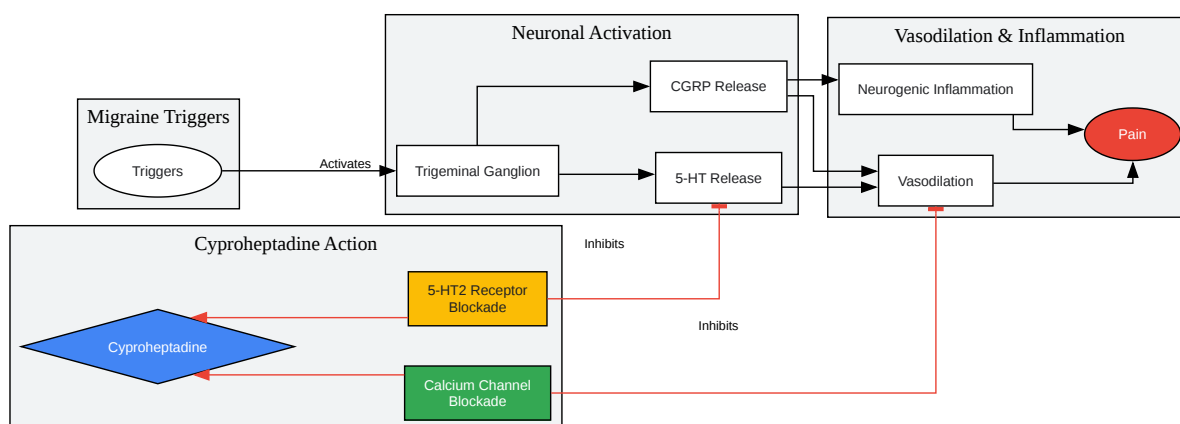 Neuronal Activation
Vasodilation & Inflammation
CGRP Release
Neurogenic Inflammation
Migraine Triggers
Pain
Triggers
Activates
Trigeminal Ganglion
5-HT Release
Vasodilation
Cyproheptadine Action
Inhibits
5-HT2 Receptor
Blockade
Inhibits
Cyproheptadine
Calcium Channel
Blockade